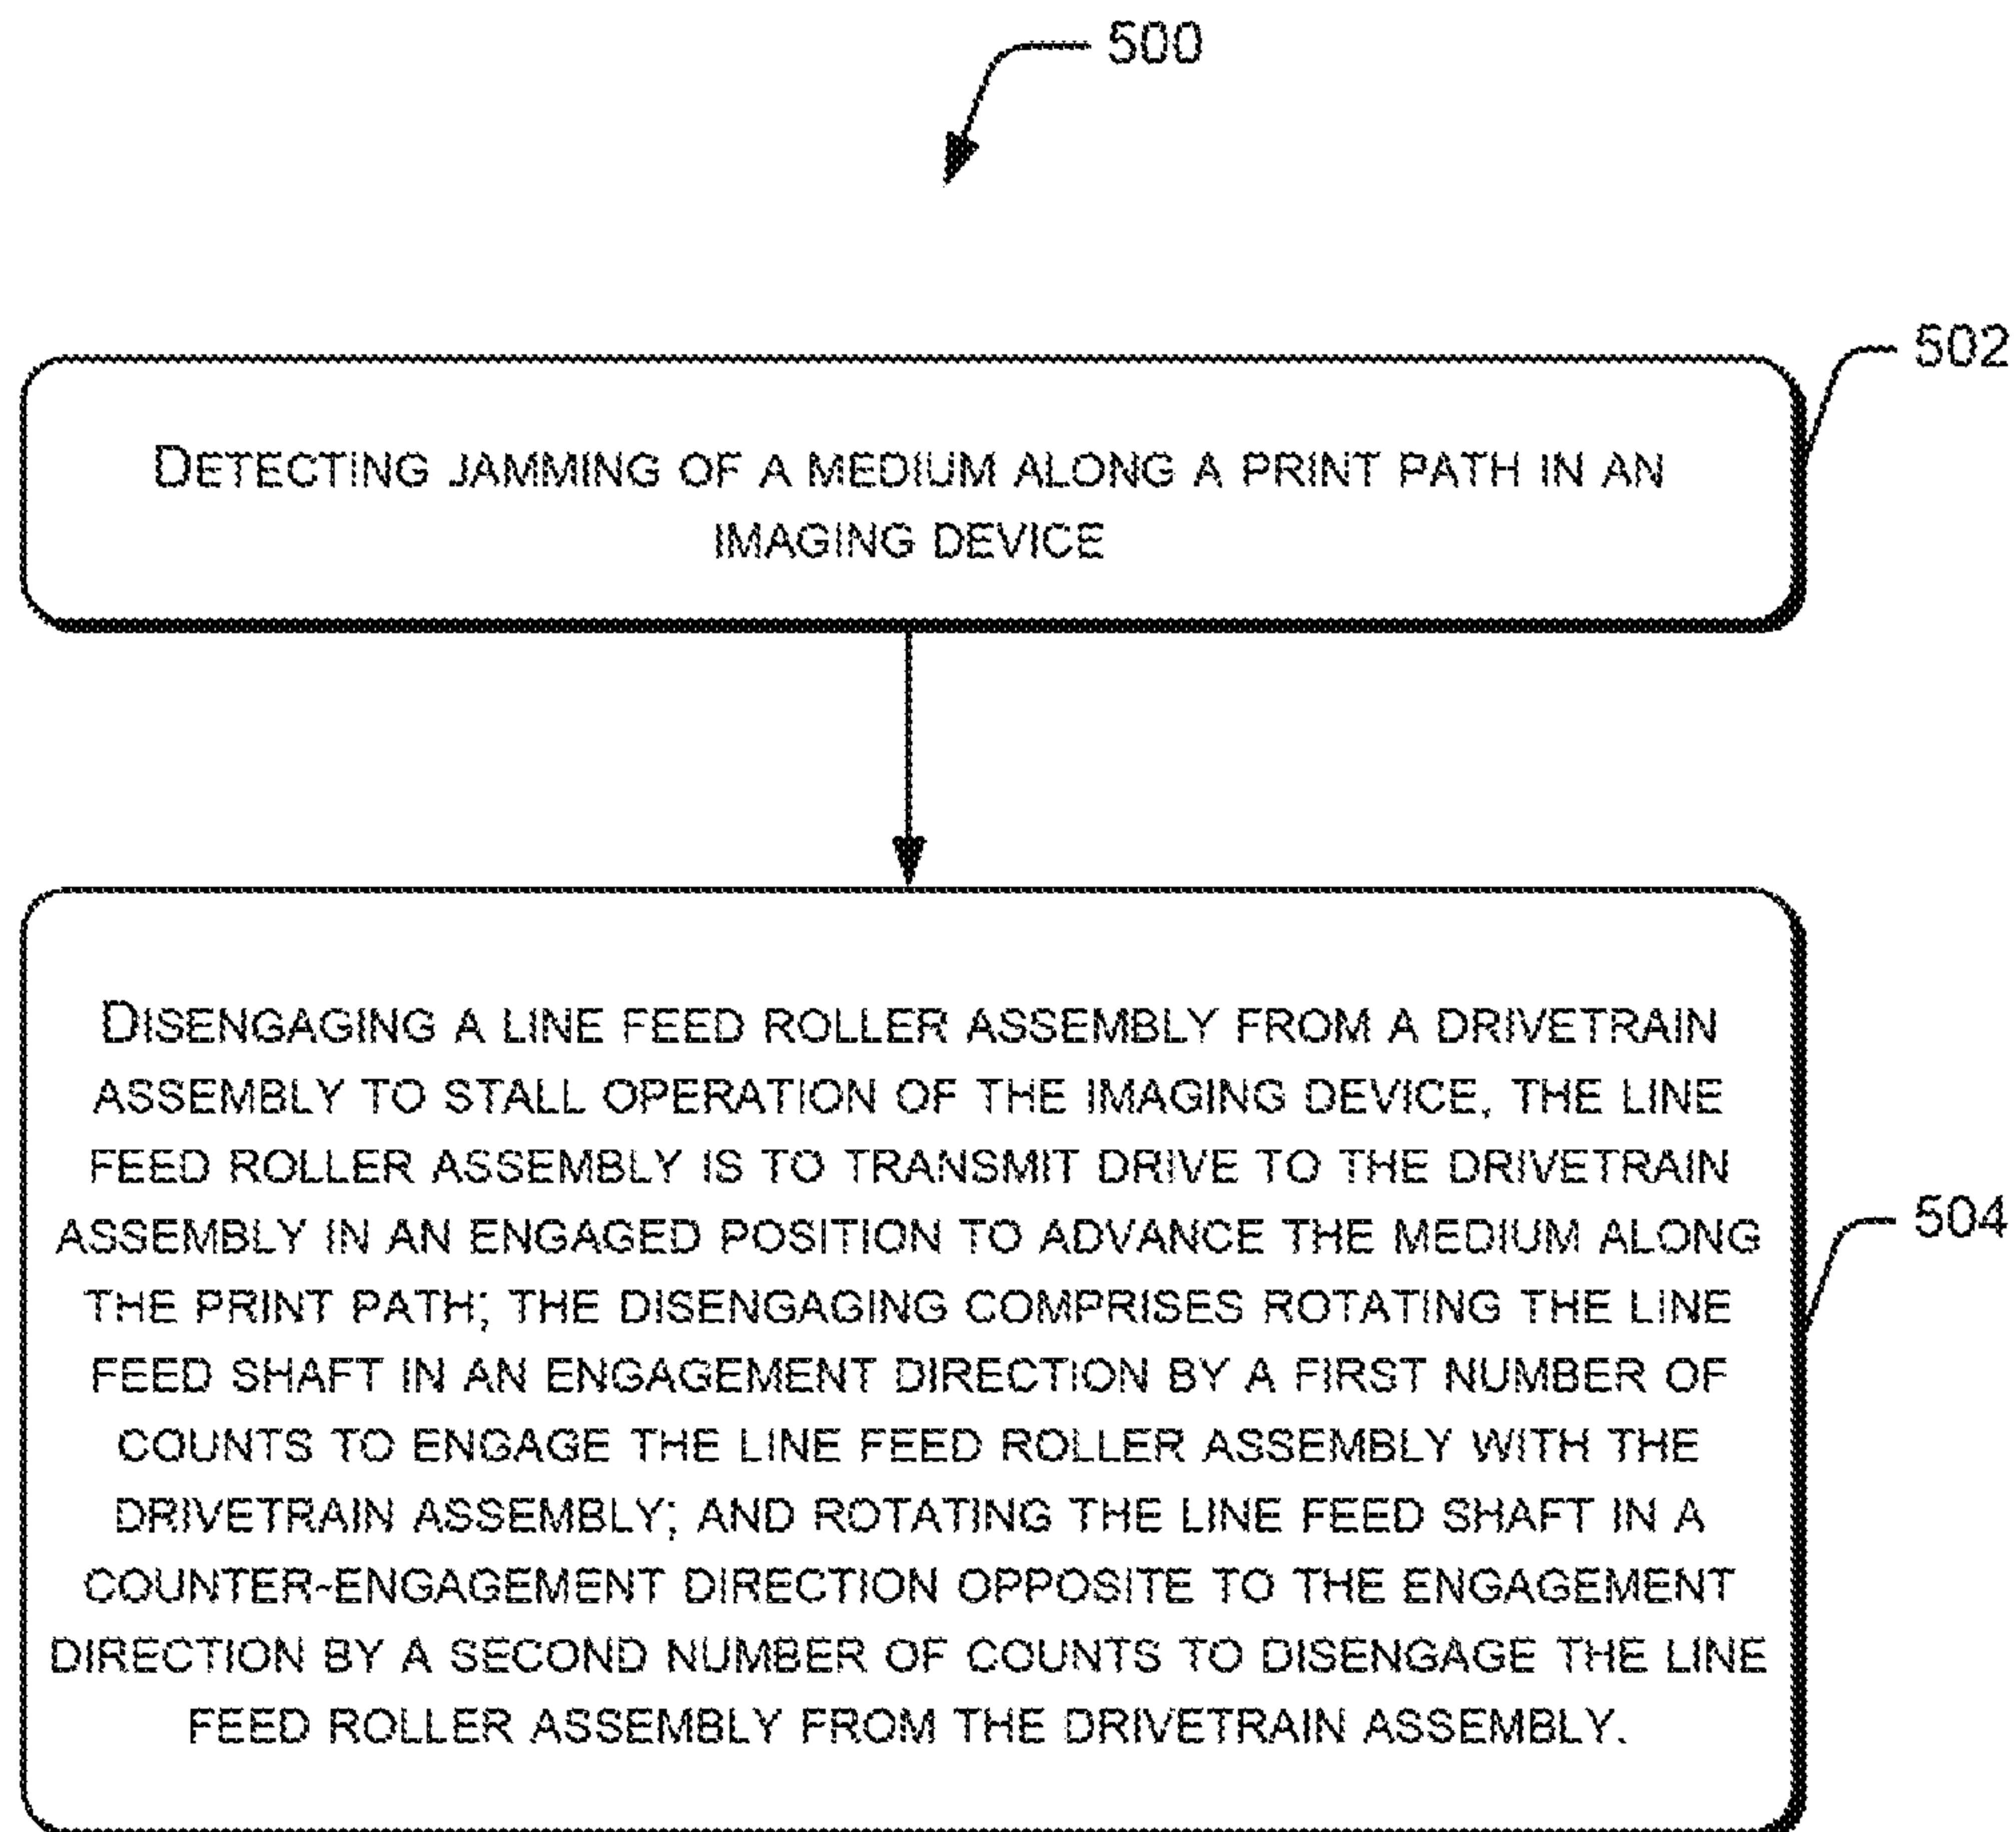 500
502
DETECTING JAMMING OF A MEDIUM ALONG A PRINT PATH IN AN
IMAGING DEVICE
DISENGAGING A LINE FEED ROLLER ASSEMBLY FROM A DRIVETRAIN
ASSEMBLY TO STALL OPERATION OF THE IMAGING DEVICE, THE LINE
FEED ROLLER ASSEMBLY IS TO TRANSMIT DRIVE TO THE DRIVETRAIN
ASSEMBLY IN AN ENGAGED POSITION TO ADVANCE THE MEDIUM ALONG
THE PRINT PATH; THE DISENGAGING COMPRISES ROTATING THE LINE
FEED SHAFT IN AN ENGAGEMENT DIRECTION BY A FIRST NUMBER OF
COUNTS TO ENGAGE THE LINE FEED ROLLER ASSEMBLY WITH THE
DRIVETRAIN ASSEMBLY; AND ROTATING THE LINE FEED SHAFT IN A
COUNTER-ENGAGEMENT DIRECTION OPPOSITE TO THE ENGAGEMENT
DIRECTION BY A SECOND NUMBER OF COUNTS TO DISENGAGE THE LINE
FEED ROLLER ASSEMBLY FROM THE DRIVETRAIN ASSEMBLY.
504